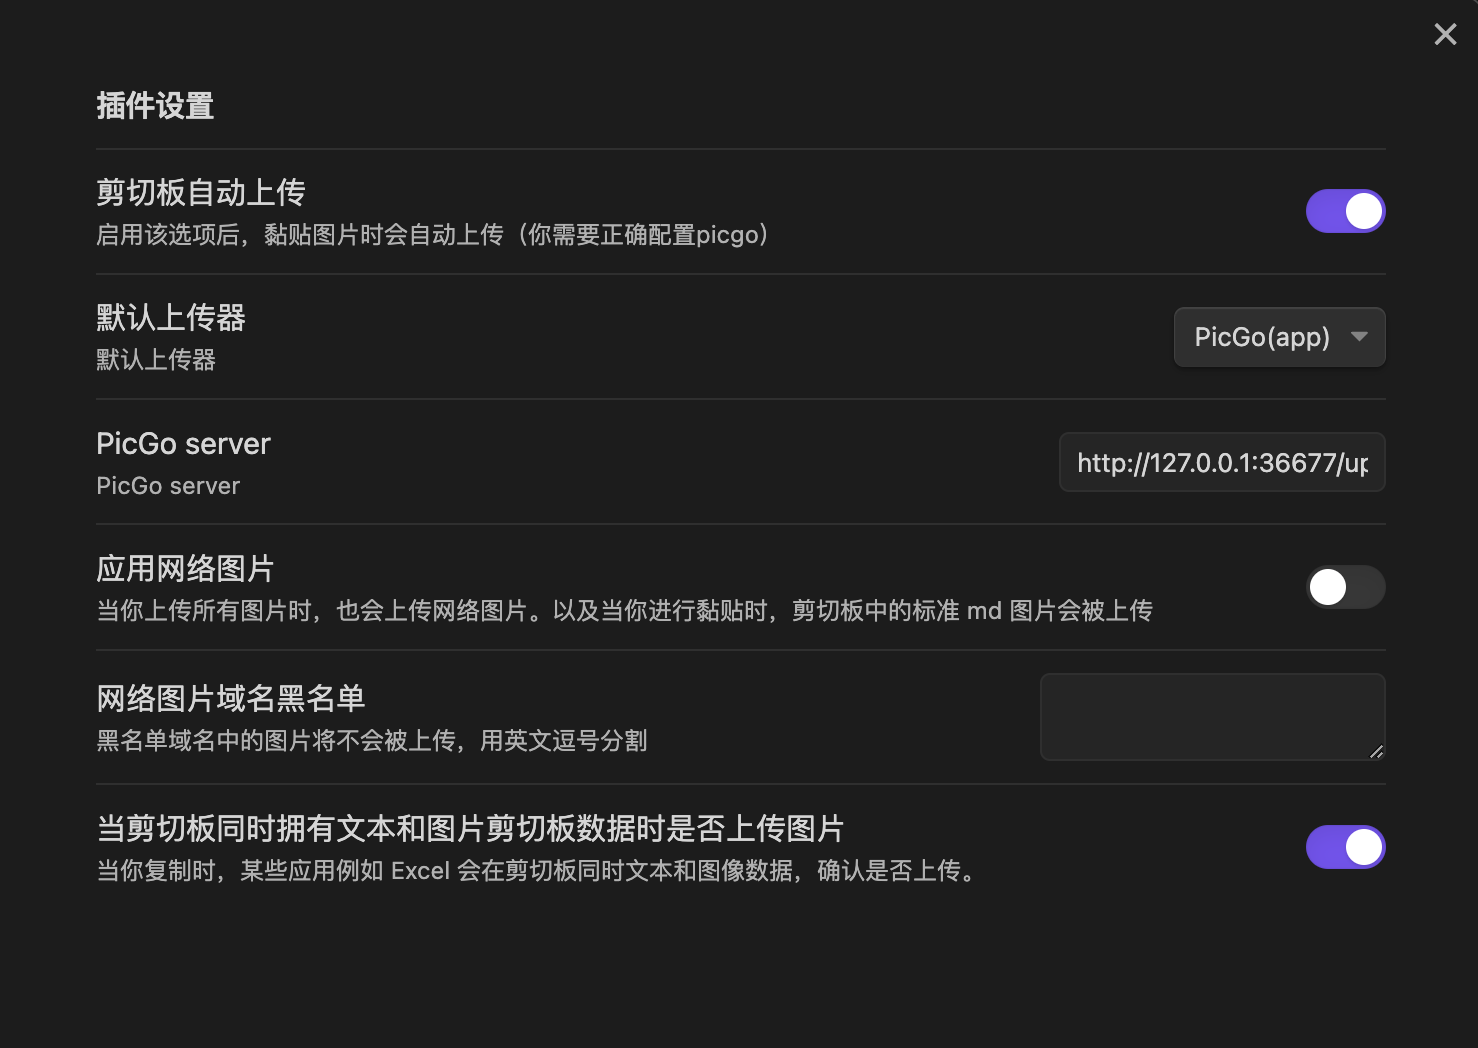 插件设置
剪切板自动上传
启用该选项后，黏贴图片时会自动上传（你需要正确配置picgo）
默认上传器
默认上传器
PicGo(app)
PicGo server
PicGo server
http://127.0.0.1:36677/up
应用网络图片
当你上传所有图片时，也会上传网络图片。以及当你进行黏贴时，剪切板中的标准 md 图片会被上传
网络图片域名黑名单
黑名单域名中的图片将不会被上传，用英文逗号分割
当剪切板同时拥有文本和图片剪切板数据时是否上传图片
当你复制时，某些应用例如 Excel 会在剪切板同时文本和图像数据，确认是否上传。